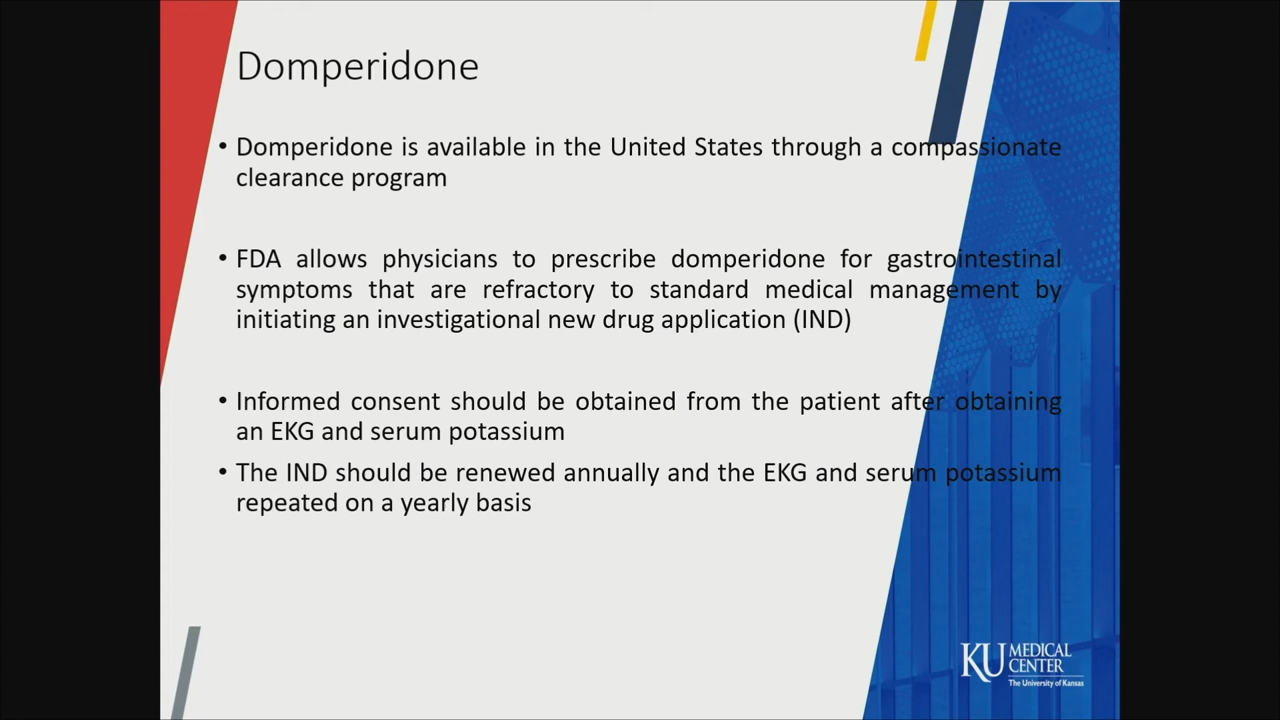 Domperidone
• Domperidone is available in the United States through a compassionate
clearance program
• FDA allows physicians to prescribe domperidone for gastrointestinal
symptoms that are refractory to standard medical management by
initiating an investigational new drug application (IND)
• Informed consent should be obtained from the patient after obtaining
an EKG and serum potassium
• The IND should be renewed annually and the EKG and serum potassium
repeated on a yearly basis
KU MEDICAL
CENTER
The University of Kansas